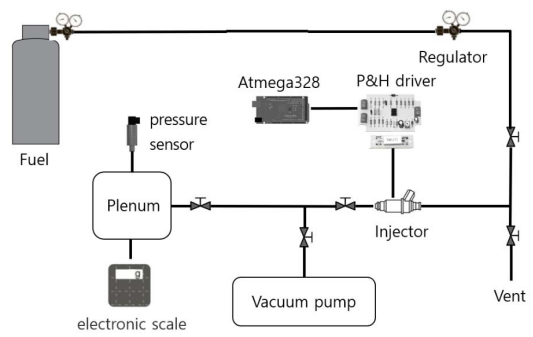 Regulator
Atmega328
P&H driver
pressure
sensor
Fuel
Plenum
Injector
Vacuum pump
Vent
electronic scale